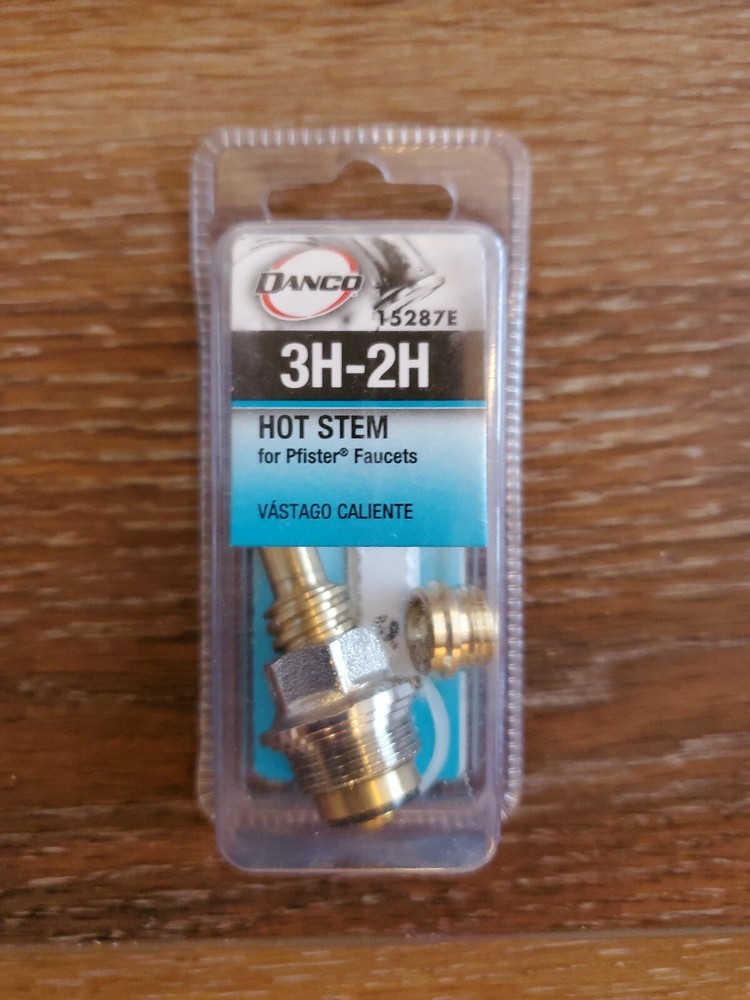 DANCO
15287E
3H-2H
HOT STEM
for Pfister® Faucets
VÁSTAGO CALIENTE